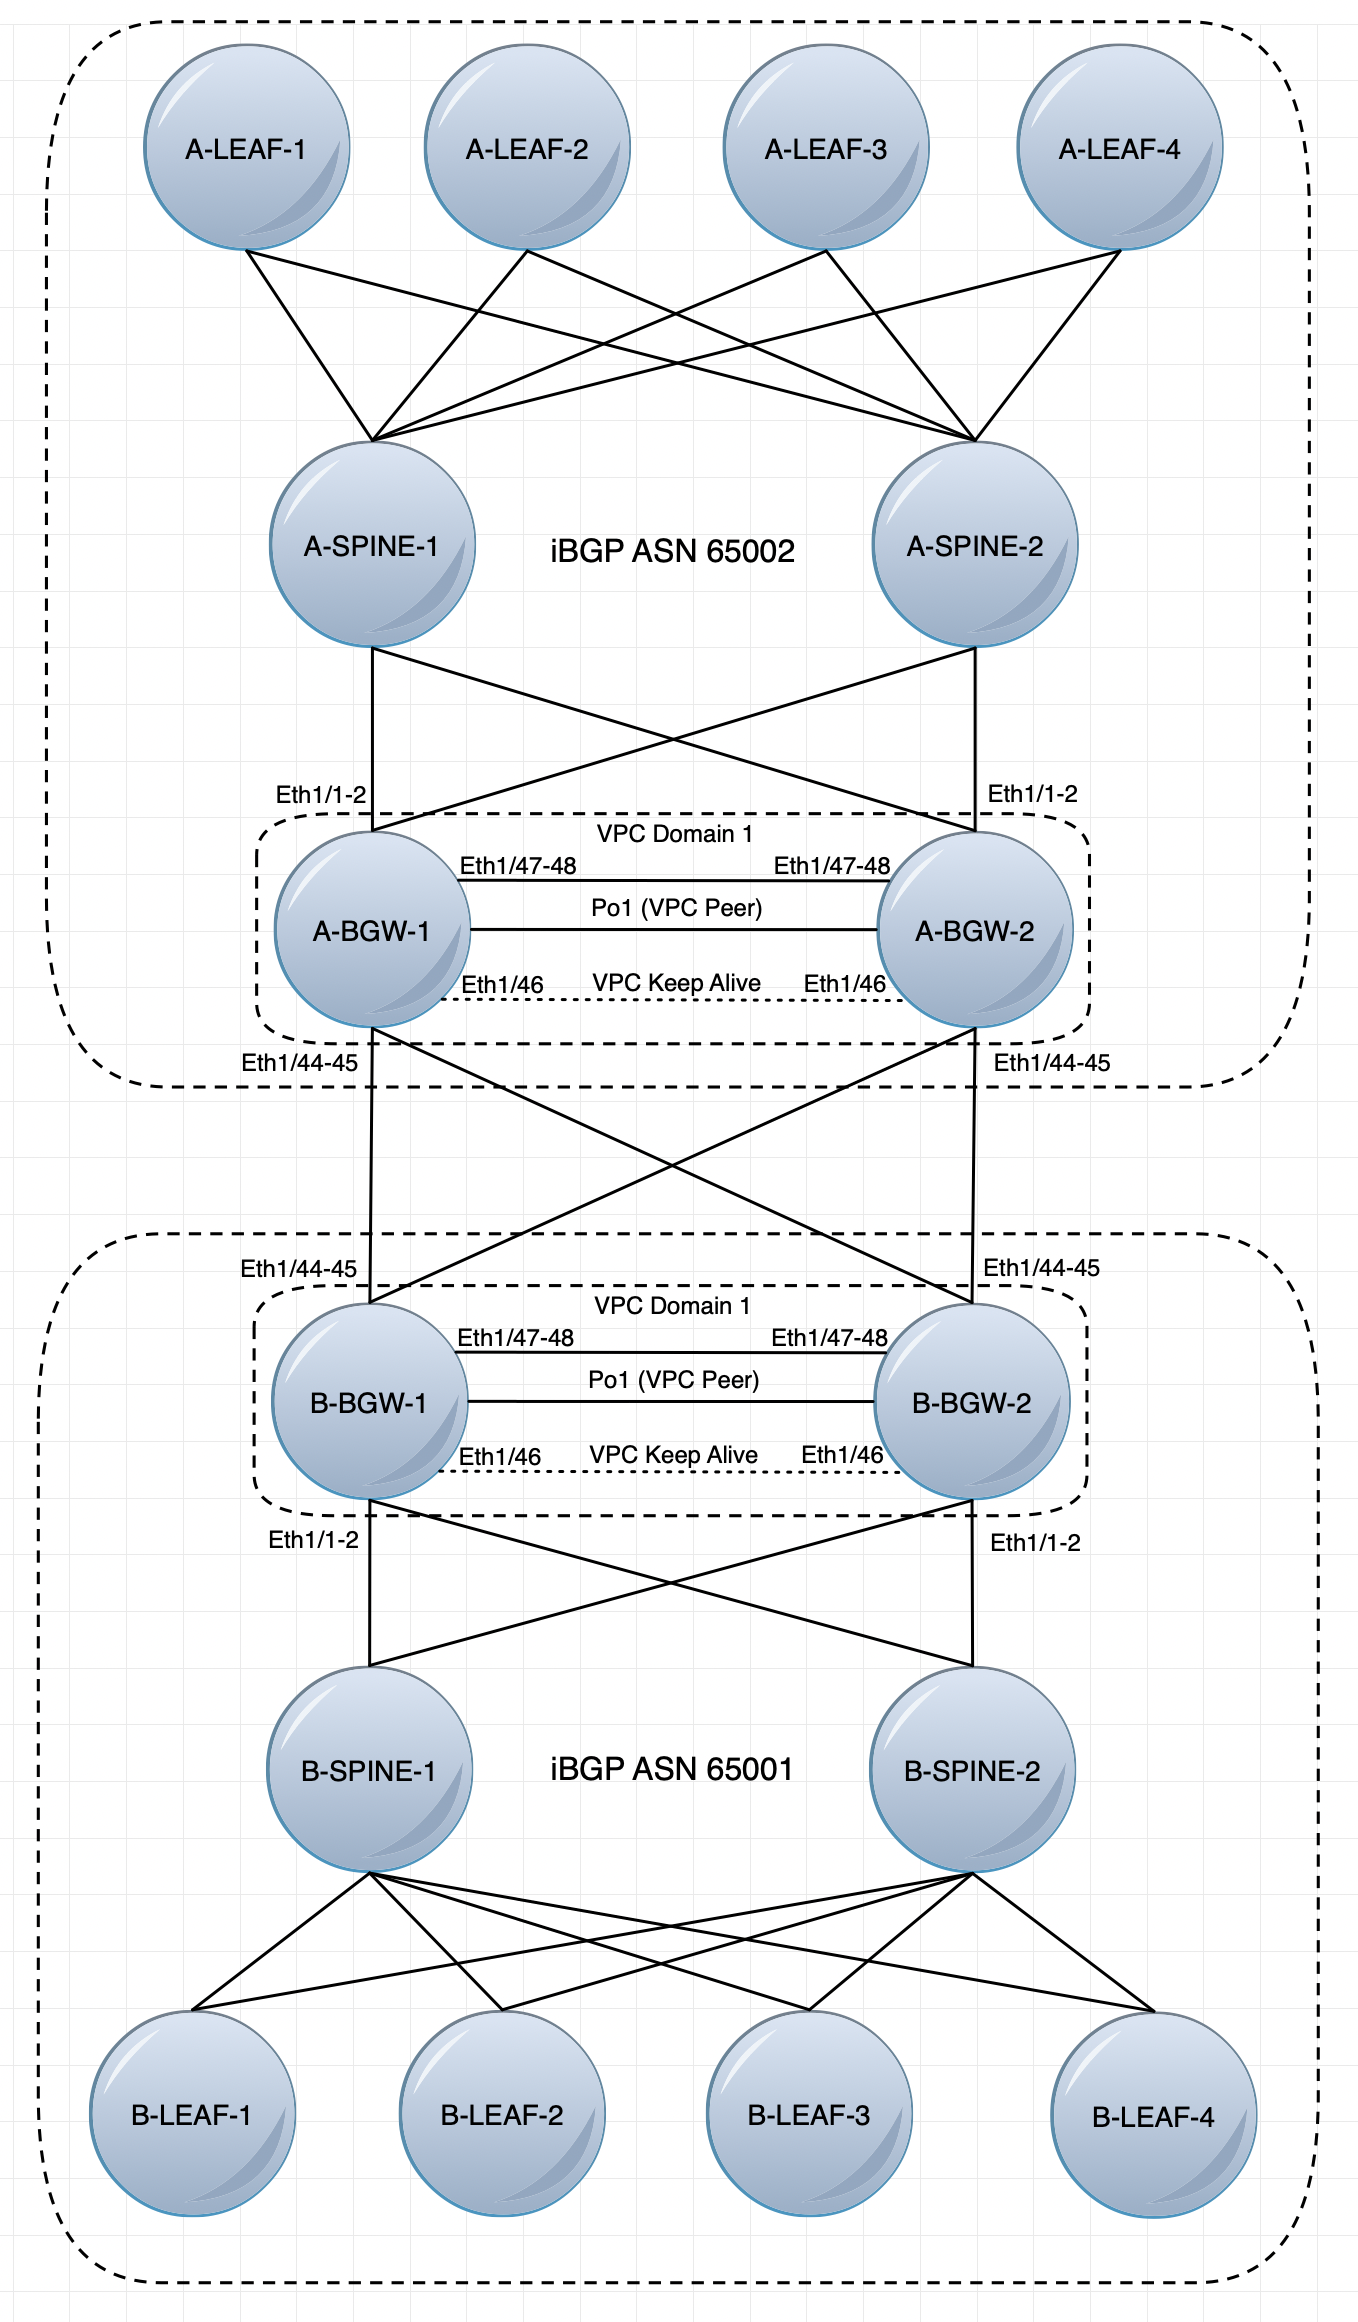 A-LEAF-1
A-LEAF-2
A-LEAF-3
A-LEAF-4
A-SPINE-1
iBGP ASN 65002
A-SPINE-2
Eth1/1-2
Eth1/1-2
VPC Domain 1
Eth1/47-48
Eth1/47-48
Po1 (VPC Peer)
A-BGW-1
A-BGW-2
Eth1/46
VPC Keep Alive
Eth1/46
Eth1/44-45
Eth1/44-45
Eth1/44-45
Eth1/44-45
VPC Domain 1
Eth1/47-48
Eth1/47-48
Po1 (VPC Peer)
B-BGW-1
B-BGW-2
Eth1/46
VPC Keep Alive
Eth1/46
Eth1/1-2
Eth1/1-2
B-SPINE-1
iBGP ASN 65001
B-SPINE-2
B-LEAF-1
B-LEAF-2
B-LEAF-3
B-LEAF-4